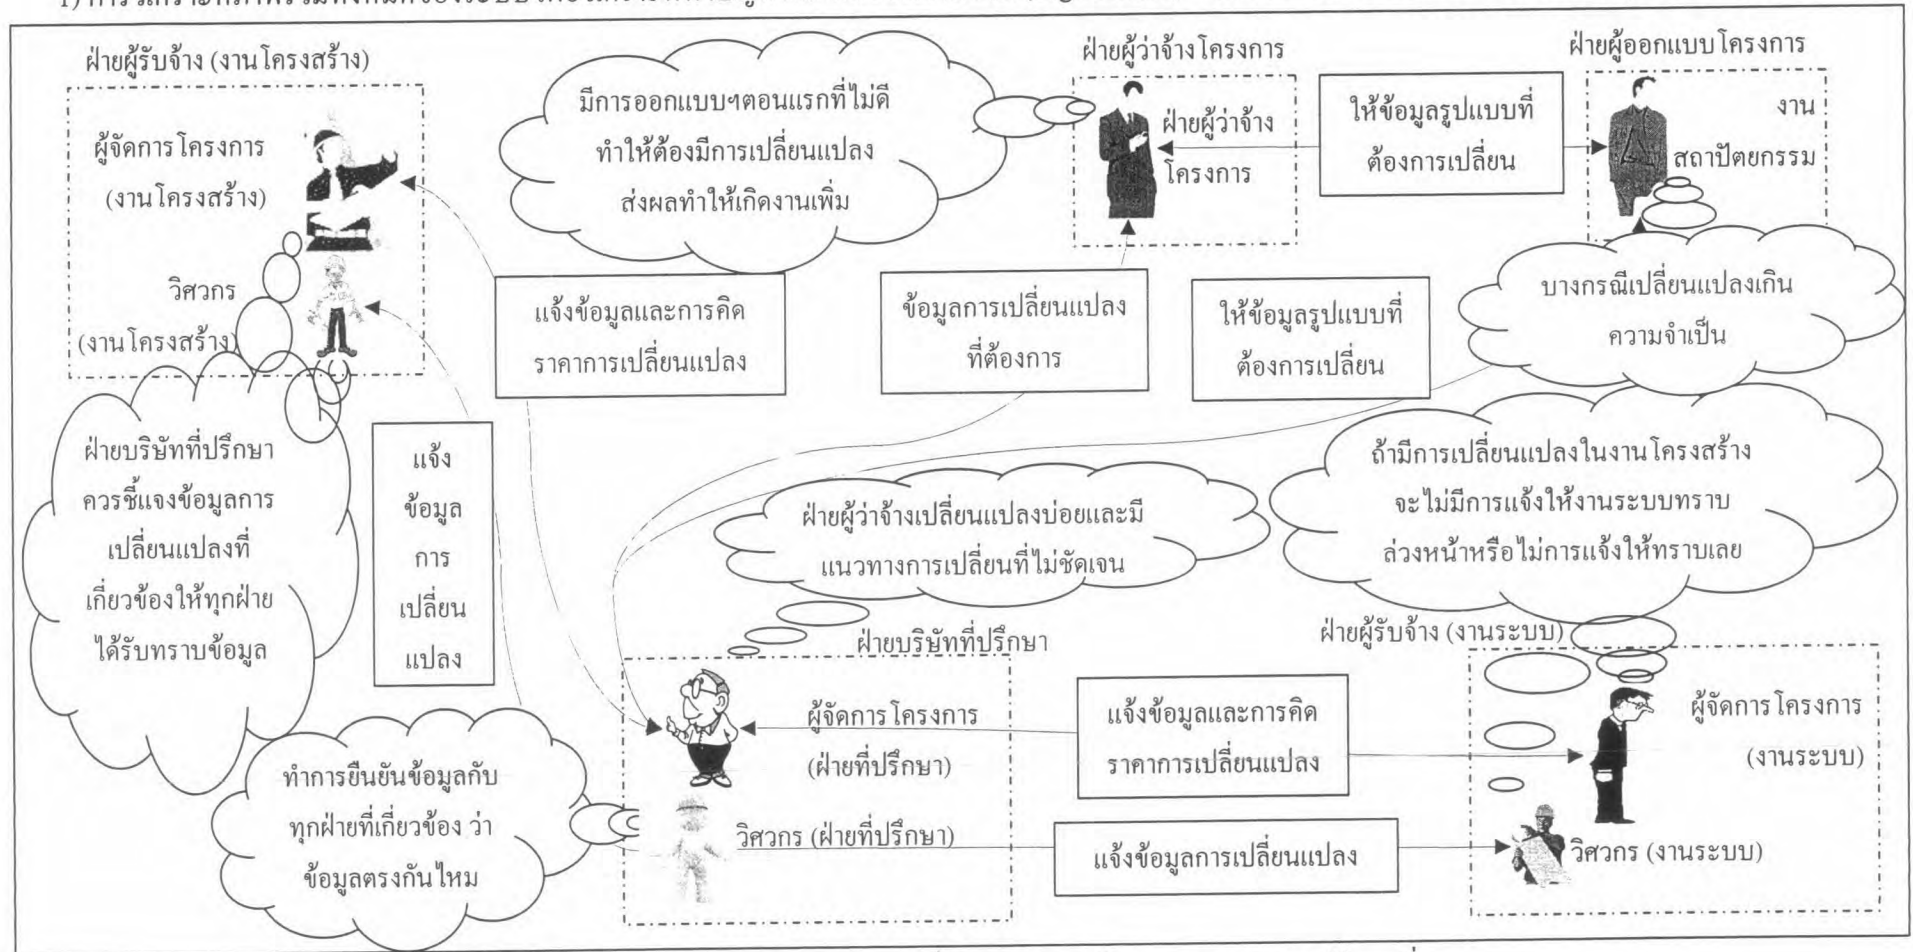 ฝ่ายผู้รับจ้าง (งานโครงสร้าง)
ผู้จัดการโครงการ
(งานโครงสร้าง)
วิศวกร
(งานโครงสร้าง)
มีการออกแบบฯตอนแรกที่ไม่ดี
ทำให้ต้องมีการเปลี่ยนแปลง
ส่งผลทำให้เกิดงานเพิ่ม
ฝ่ายผู้ว่าจ้างโครงการ
ฝ่ายผู้ว่าจ้าง
โครงการ
ให้ข้อมูลรูปแบบที่
ต้องการเปลี่ยน
ฝ่ายผู้ออกแบบโครงการ
งาน
สถาปัตยกรรม
แจ้งข้อมูลและการคิด
ราคาการเปลี่ยนแปลง
ข้อมูลการเปลี่ยนแปลง
ที่ต้องการ
ให้ข้อมูลรูปแบบที่
ต้องการเปลี่ยน
บางกรณีเปลี่ยนแปลงเกิน
ความจำเป็น
ฝ่ายบริษัทที่ปรึกษา
ควรชี้แจงข้อมูลการ
เปลี่ยนแปลงที่
เกี่ยวข้องให้ทุกฝ่าย
ได้รับทราบข้อมูล
แจ้ง
ข้อมูล
การ
เปลี่ยน
แปลง
ฝ่ายผู้ว่าจ้างเปลี่ยนแปลงบ่อยและมี
แนวทางการเปลี่ยนที่ไม่ชัดเจน
ถ้ามีการเปลี่ยนแปลงในงานโครงสร้าง
จะไม่มีการแจ้งให้งานระบบทราบ
ล่วงหน้าหรือไม่การแจ้งให้ทราบเลย
ฝ่ายบริษัทที่ปรึกษา
ผู้จัดการโครงการ
(ฝ่ายที่ปรึกษา)
วิศวกร (ฝ่ายที่ปรึกษา)
แจ้งข้อมูลและการคิด
ราคาการเปลี่ยนแปลง
แจ้งข้อมูลการเปลี่ยนแปลง
ฝ่ายผู้รับจ้าง (งานระบบ)
ผู้จัดการโครงการ
(งานระบบ)
วิศวกร (งานระบบ)
ทำการยืนยันข้อมูลกับ
ทุกฝ่ายที่เกี่ยวข้อง ว่า
ข้อมูลตรงกันไหม